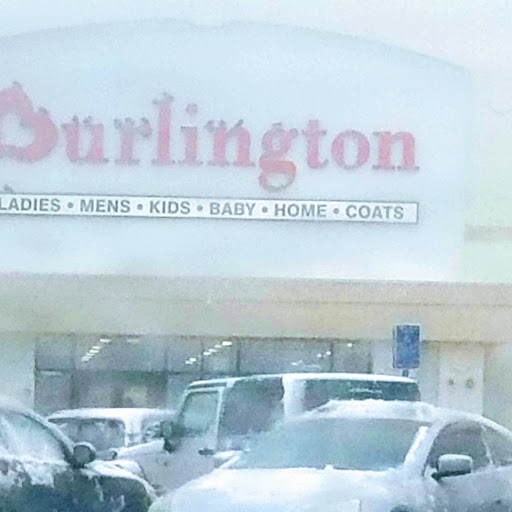 Burlington
LADIES • MENS • KIDS • BABY • HOME • COATS